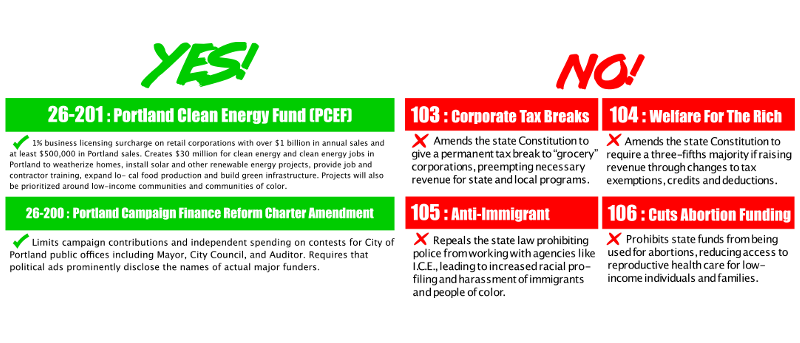 YES!
26-201 : Portland Clean Energy Fund (PCEF)
1% business licensing surcharge on retail corporations with over $1 billion in annual sales and
at least $500,000 in Portland sales. Creates $30 million for clean energy and clean energy jobs in
Portland to weatherize homes, install solar and other renewable energy projects, provide job and
contractor training, expand lo- cal food production and build green infrastructure. Projects will also
be prioritized around low-income communities and communities of color.
26-200 : Portland Campaign Finance Reform Charter Amendment
Limits campaign contributions and independent spending on contests for City of
Portland public offices including Mayor, City Council, and Auditor. Requires that
political ads prominently disclose the names of actual major funders.
NO!
103 : Corporate Tax Breaks
Amends the state Constitution to
give a permanent tax break to "grocery"
corporations, preempting necessary
revenue for state and local programs.
104 : Welfare For The Rich
Amends the state Constitution to
require a three-fifths majority if raising
revenue through changes to tax
exemptions, credits and deductions.
105 : Anti-Immigrant
Repeals the state law prohibiting
police from working with agencies like
I.C.E., leading to increased racial pro-
filing and harassment of immigrants
and people of color.
106 : Cuts Abortion Funding
Prohibits state funds from being
used for abortions, reducing access to
reproductive health care for low-
income individuals and families.